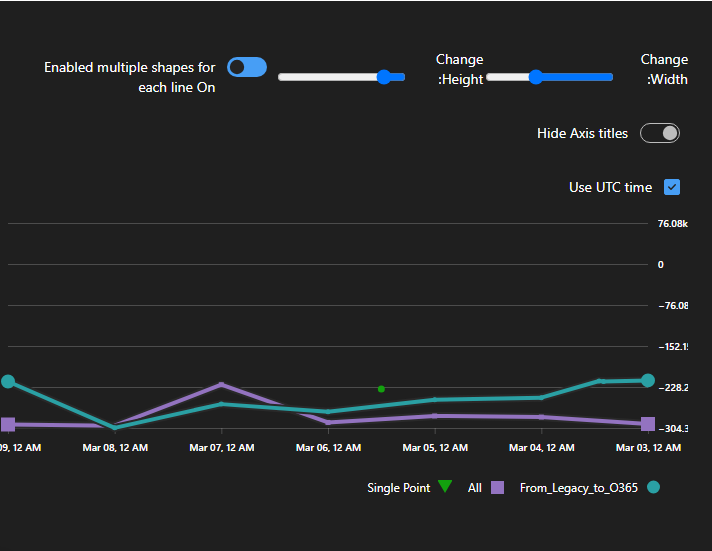 Enabled multiple shapes for
each line On
Change
:Height
Change
:Width
Hide Axis titles
Use UTC time
76.08k
0
−76.08
−152.1
−228.2
−304.3
09, 12 AM
Mar 08, 12 AM
Mar 07, 12 AM
Mar 06, 12 AM
Mar 05, 12 AM
Mar 04, 12 AM
Mar 03, 12 AM
Single Point
All
From_Legacy_to_O365